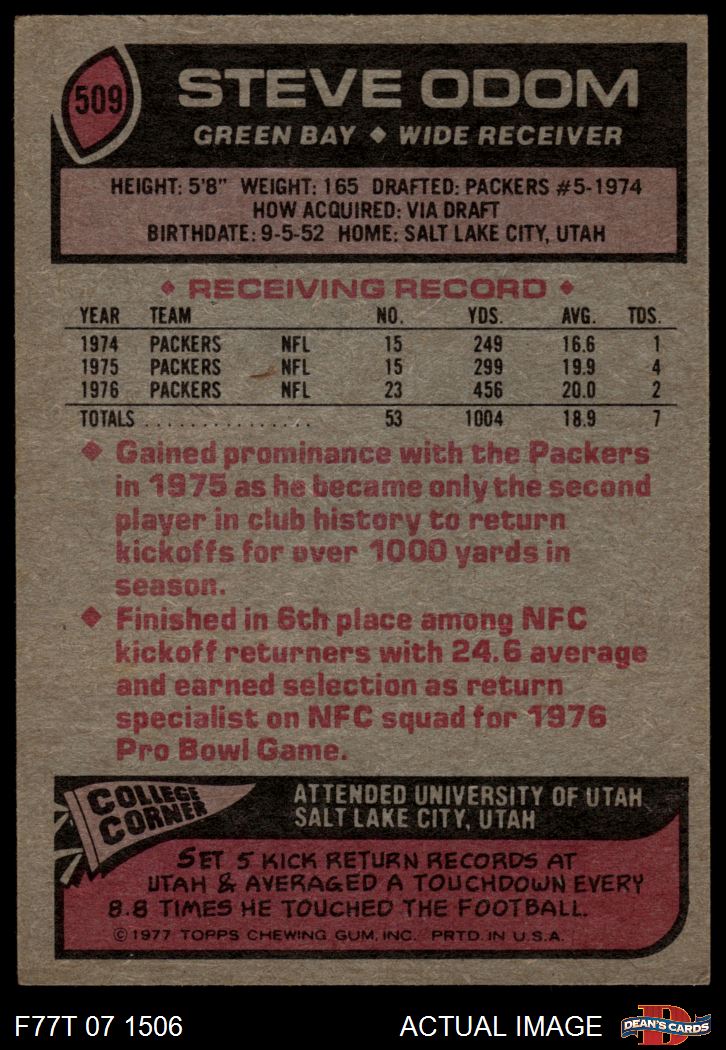 509
STEVE ODOM
GREEN BAY ◆ WIDE RECEIVER
HEIGHT: 5'8" WEIGHT: 165 DRAFTED: PACKERS #5-1974
HOW ACQUIRED: VIA DRAFT
BIRTHDATE: 9-5-52 HOME: SALT LAKE CITY, UTAH
◆ RECEIVING RECORD ◆
YEAR TEAM NO. YDS. AVG. TDS.
1974 PACKERS NFL 15 249 16.6 1
1975 PACKERS NFL 15 299 19.9 4
1976 PACKERS NFL 23 456 20.0 2
TOTALS ................ 53 1004 18.9 7
◆ Gained prominance with the Packers
in 1975 as he became only the second
player in club history to return
kickoffs for over 1000 yards in
season.
◆ Finished in 6th place among NFC
kickoff returners with 24.6 average
and earned selection as return
specialist on NFC squad for 1976
Pro Bowl Game.
COLLEGE
CORNER
ATTENDED UNIVERSITY OF UTAH
SALT LAKE CITY, UTAH
SET 5 KICK RETURN RECORDS AT
UTAH & AVERAGED A TOUCHDOWN EVERY
8.8 TIMES HE TOUCHED THE FOOTBALL.
© 1977 TOPPS CHEWING GUM, INC. PRTD. IN U.S.A.
F77T 07 1506 ACTUAL IMAGE
D
DEAN'S CARDS